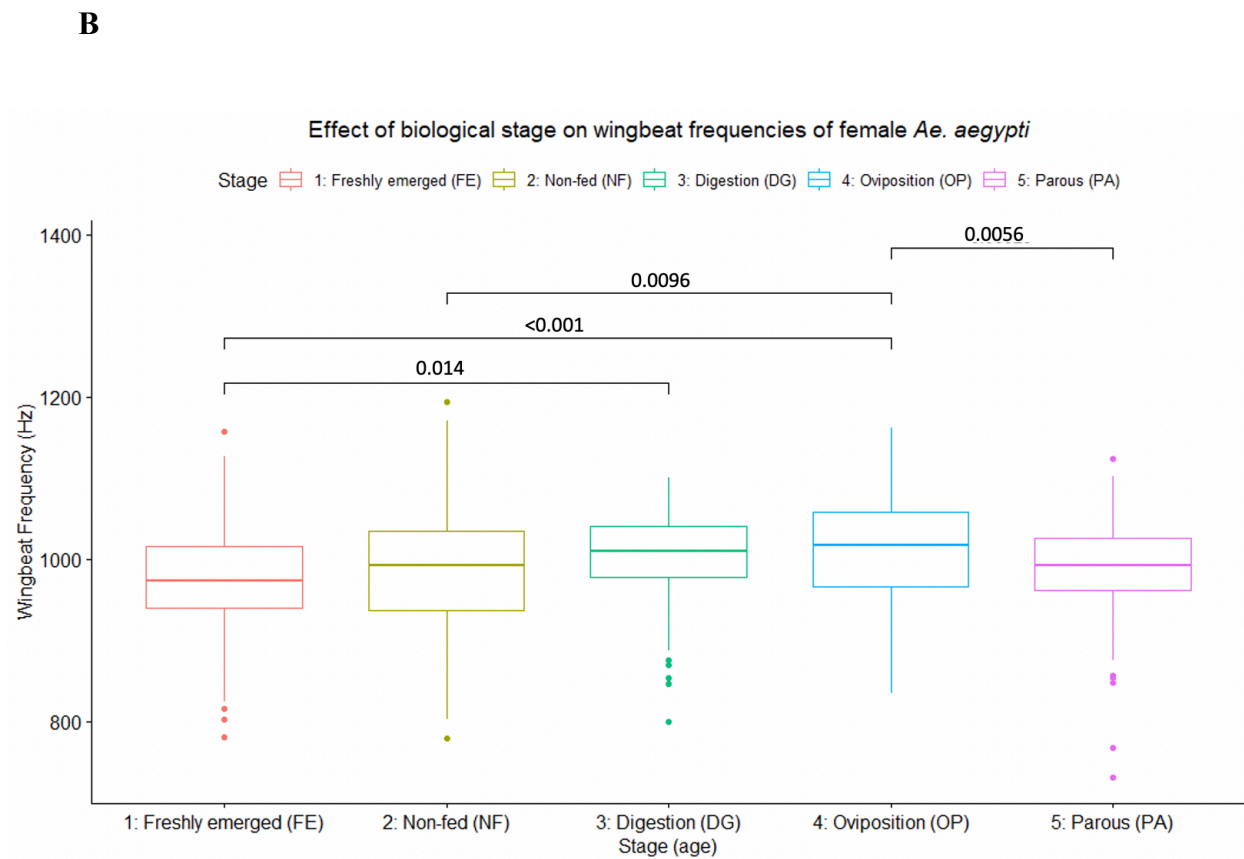 B
Effect of biological stage on wingbeat frequencies of female Ae. aegypti
Stage 1: Freshly emerged (FE) 2: Non-fed (NF) 3: Digestion (DG) 4: Oviposition (OP) 5: Parous (PA)
1400
0.0056
0.0096
<0.001
0.014
1200
Wingbeat Frequency (Hz)
1000
800
1: Freshly emerged (FE) 2: Non-fed (NF) 3: Digestion (DG) 4: Oviposition (OP) 5: Parous (PA)
Stage (age)